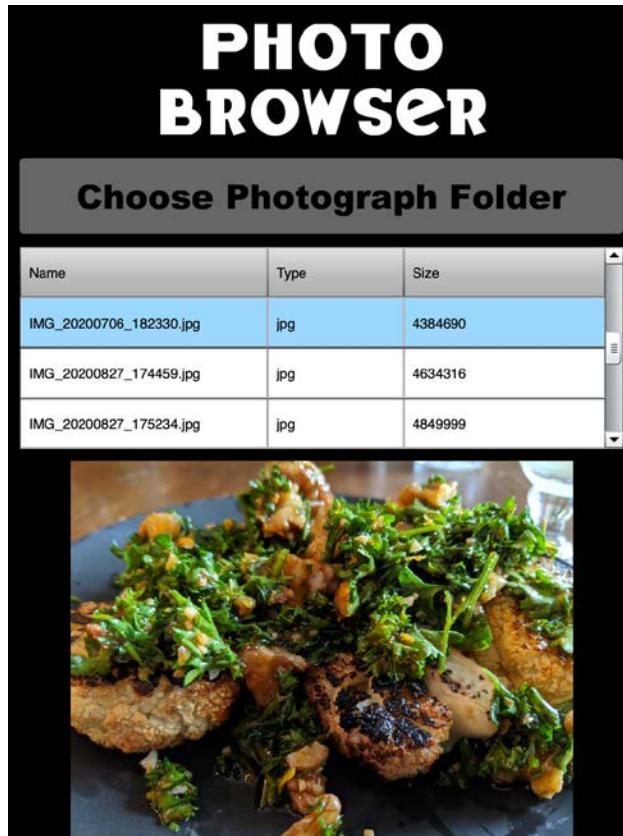 PHOTO
BROWSER
Choose Photograph Folder
Name Type Size
IMG_20200706_182330.jpg jpg 4384690
IMG_20200827_174459.jpg jpg 4634316
IMG_20200827_175234.jpg jpg 4849999